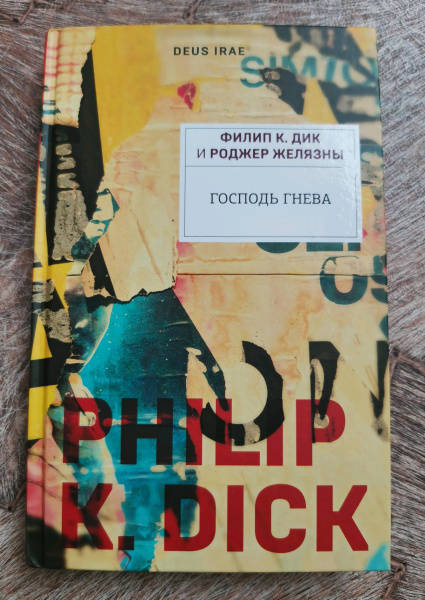 DEUS IRAE
ФИЛИП К. ДИК
И РОДЖЕР ЖЕЛЯЗНЫ
ГОСПОДЬ ГНЕВА
PHILIP
K. DICK